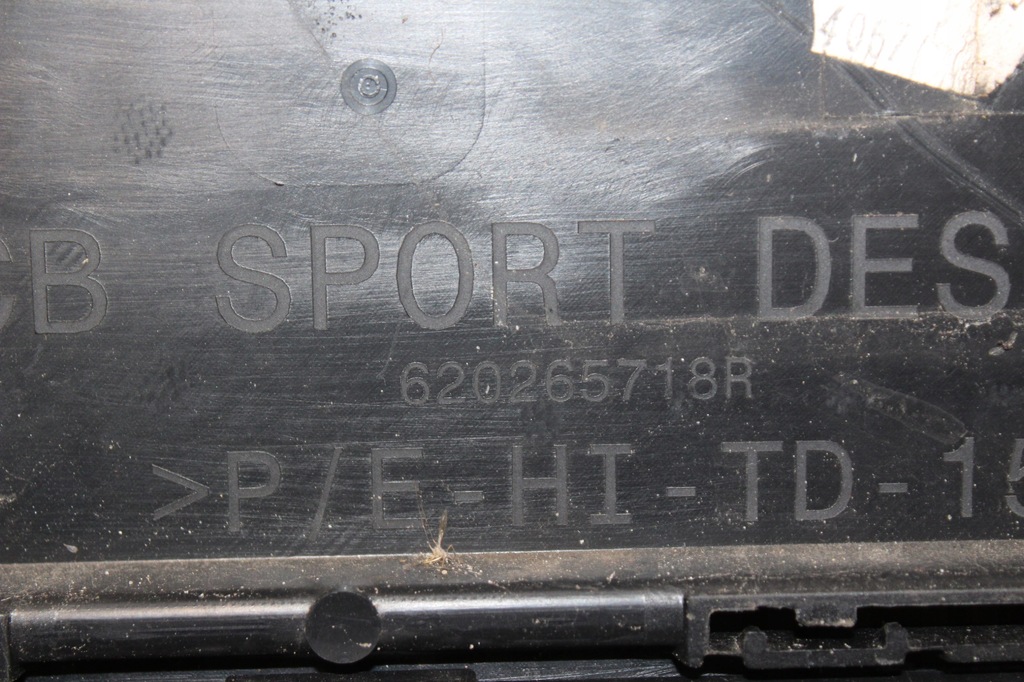 CB SPORT DES
620265718R
>P/E-HI-TD-15